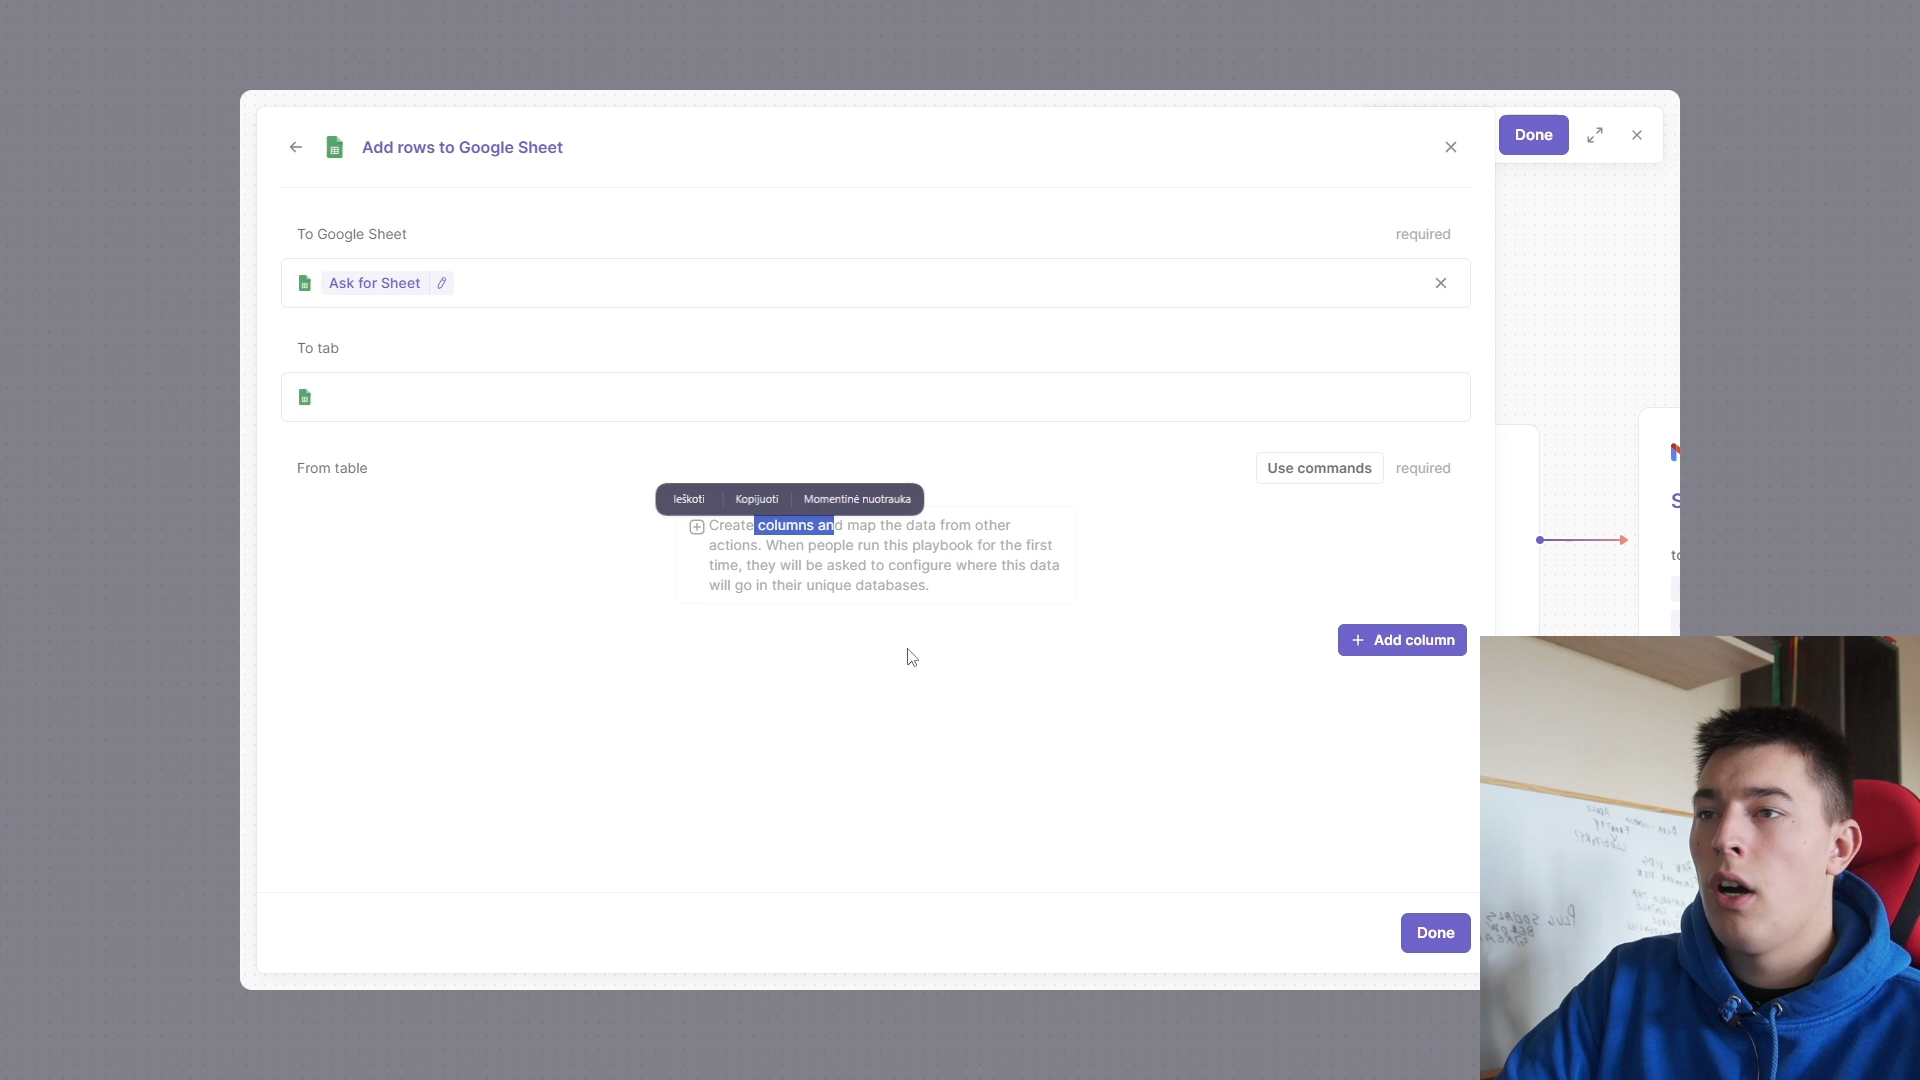 Add rows to Google Sheet
Done
To Google Sheet
required
Ask for Sheet
To tab
From table
Use commands
required
Ieškoti
Kopijuoti
Momentinė nuotrauka
Create columns and map the data from other
actions. When people run this playbook for the first
time, they will be asked to configure where this data
will go in their unique databases.
Add column
Done